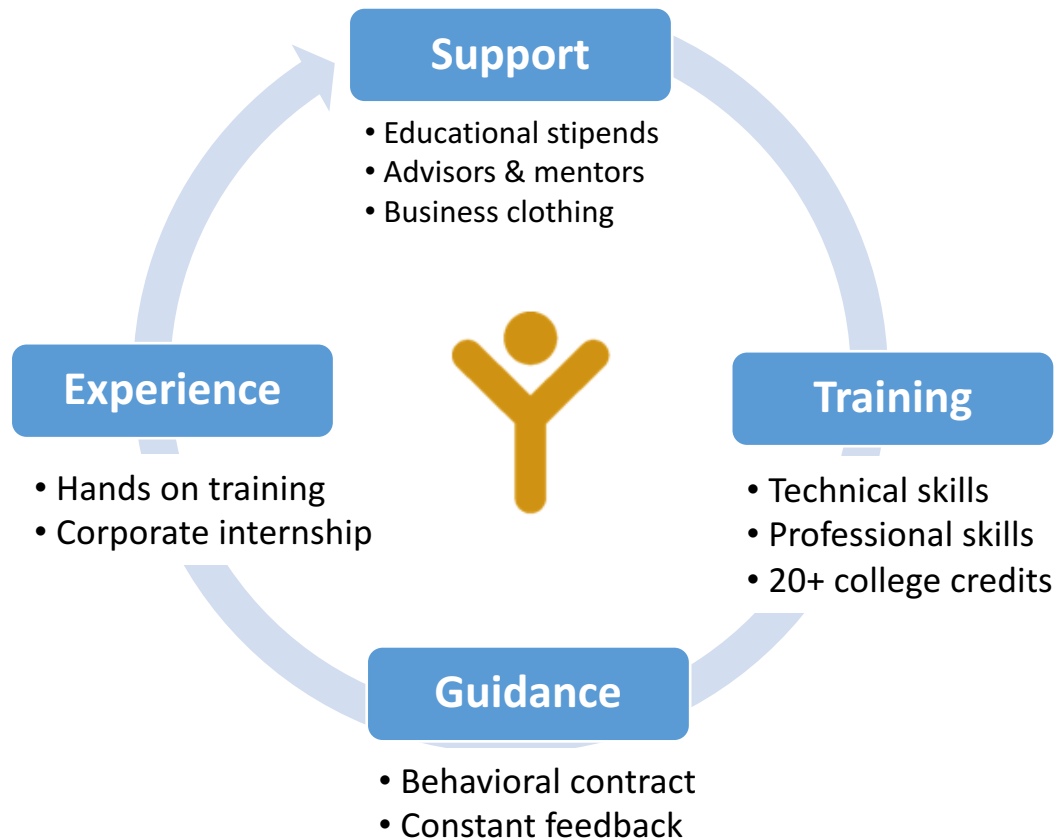 Support
• Educational stipends
• Advisors & mentors
• Business clothing
Experience
• Hands on training
• Corporate internship
Training
• Technical skills
• Professional skills
• 20+ college credits
Guidance
• Behavioral contract
• Constant feedback